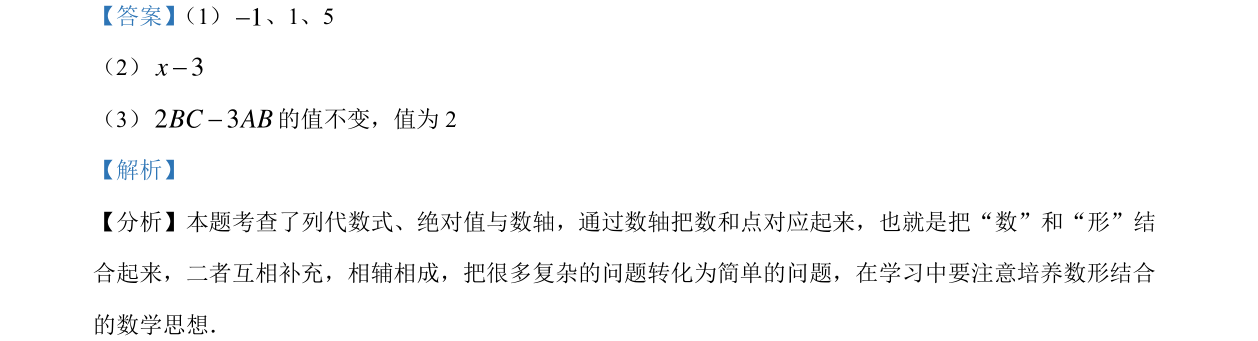 【答案】（1）−1、1、5
（2）x−3
（3）2BC−3AB的值不变，值为 2
【解析】
【分析】本题考查了列代数式、绝对值与数轴，通过数轴把数和点对应起来，也就是把“数”和“形”结
合起来，二者互相补充，相辅相成，把很多复杂的问题转化为简单的问题，在学习中要注意培养数形结合
的数学思想．